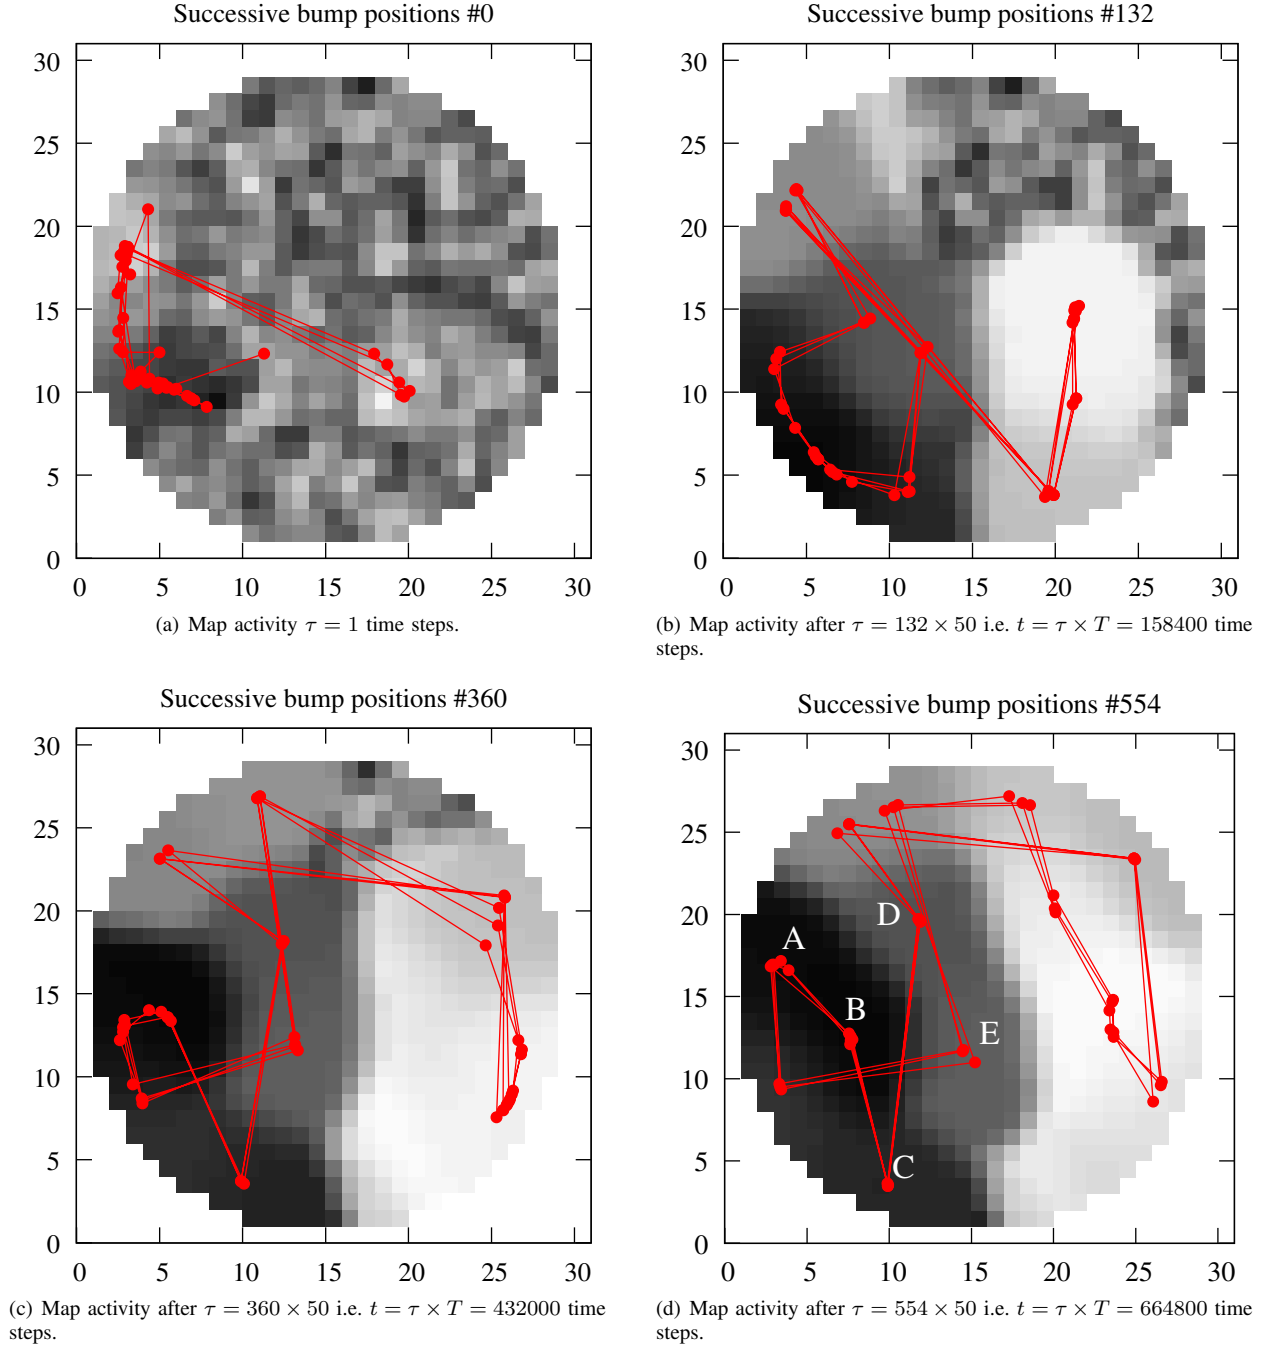 Successive bump positions #0
30
25
20
15
10
5
0
0 5 10 15 20 25 30
(a) Map activity τ = 1 time steps.
Successive bump positions #132
30
25
20
15
10
5
0
0 5 10 15 20 25 30
(b) Map activity after τ = 132 × 50 i.e. t = τ × T = 158400 time
steps.
Successive bump positions #360
30
25
20
15
10
5
0
0 5 10 15 20 25 30
(c) Map activity after τ = 360 × 50 i.e. t = τ × T = 432000 time
steps.
Successive bump positions #554
30
25
20
D
A
15
B
E
10
5
C
0
0 5 10 15 20 25 30
(d) Map activity after τ = 554 × 50 i.e. t = τ × T = 664800 time
steps.